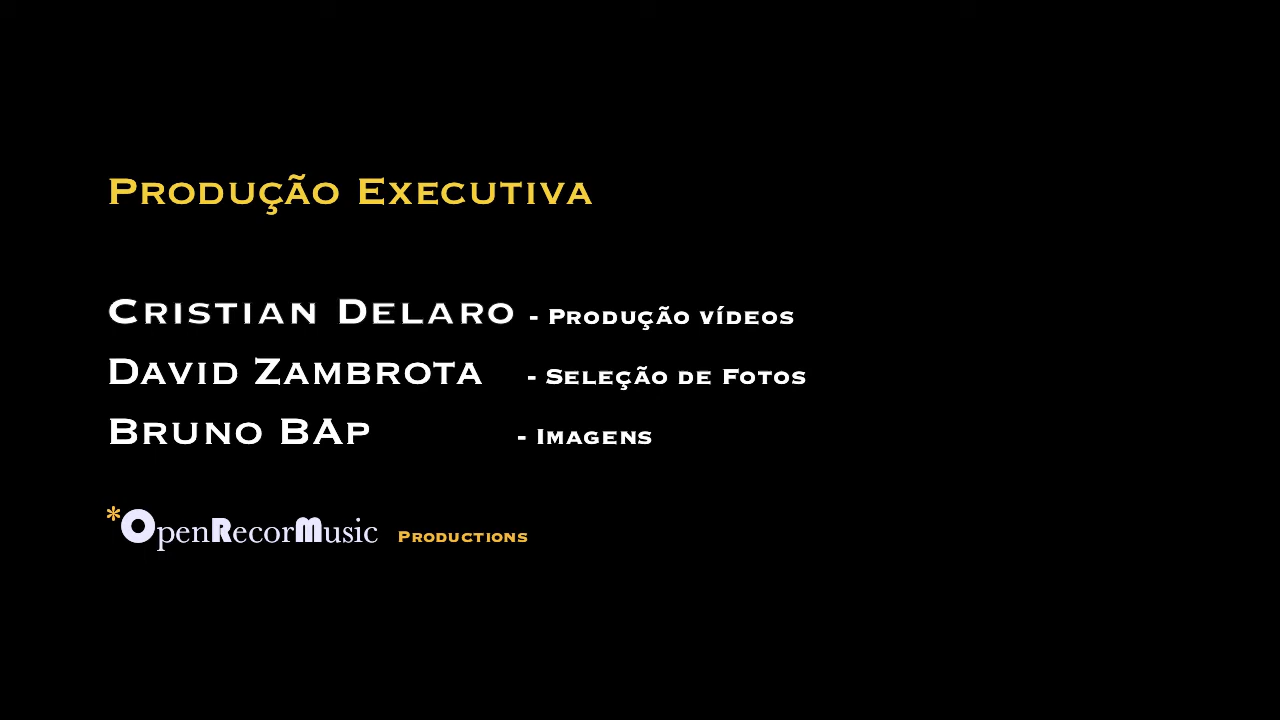 Produção Executiva
Cristian Delaro - Produção vídeos
David Zambrota - Seleção de Fotos
Bruno BAp - Imagens
*OpenRecorMusic Productions